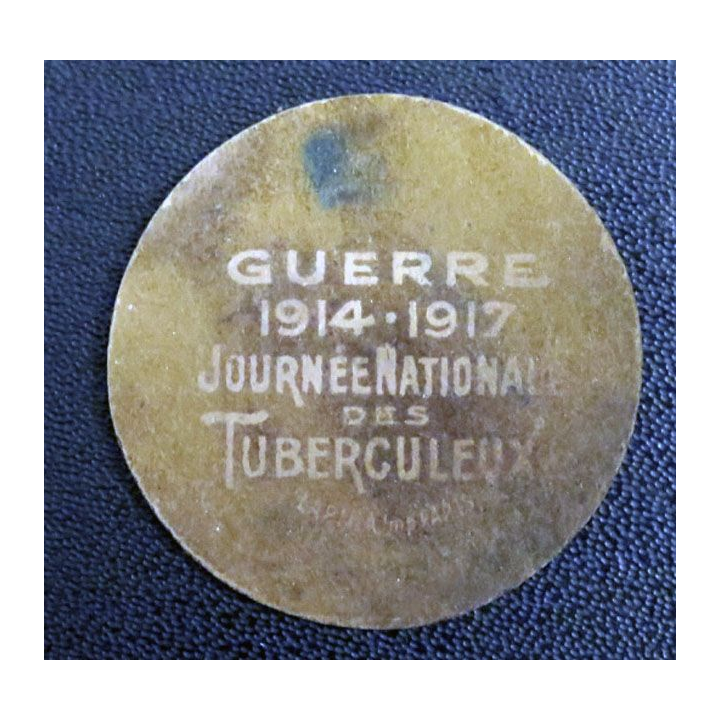 GUERRE
1914·1917
JOURNÉE NATIONALE
DES
TUBERCULEUX